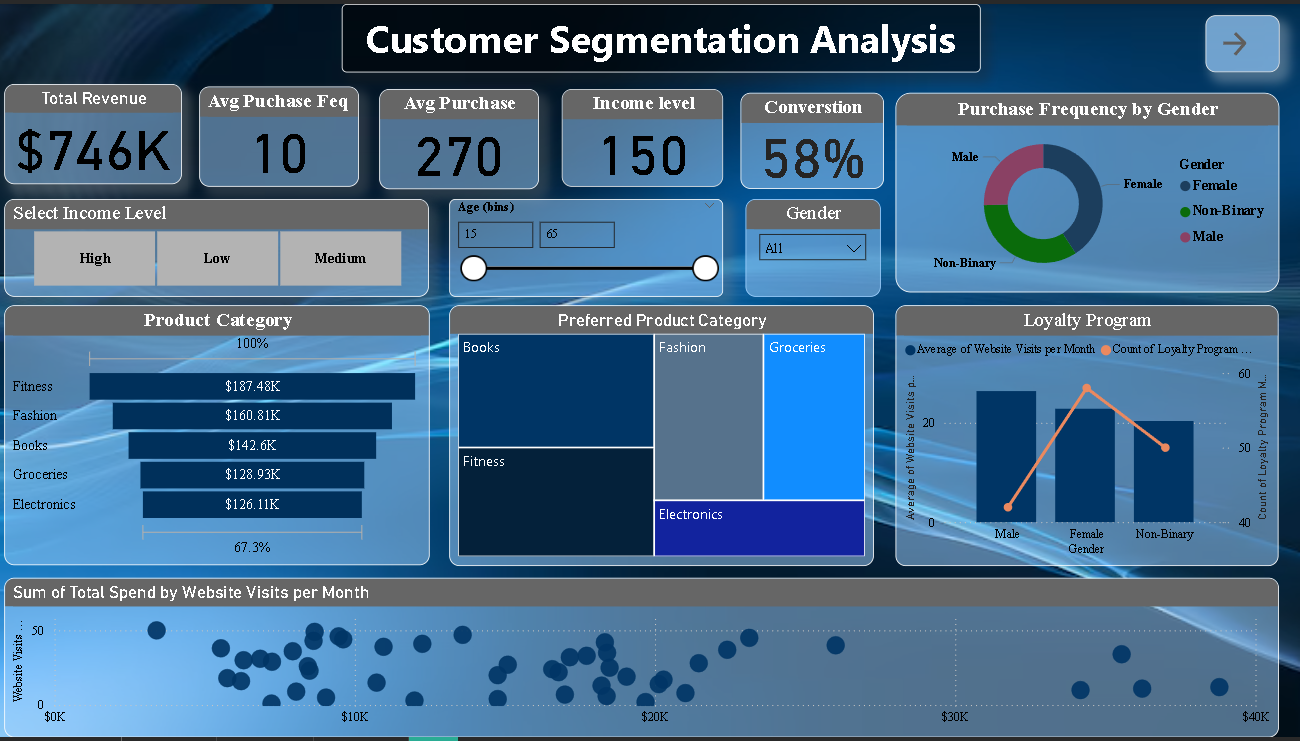 Customer Segmentation Analysis
Total Revenue
$746K
Avg Puchase Feq
10
Avg Purchase
270
Income level
150
Converstion
58%
Purchase Frequency by Gender
Male
Female
Non-Binary
Gender
Female
Non-Binary
Male
Select Income Level
High
Low
Medium
Age (bins)
15
65
Gender
All
Product Category
100%
Fitness
$187.48K
Fashion
$160.81K
Books
$142.6K
Groceries
$128.93K
Electronics
$126.11K
67.3%
Preferred Product Category
Books
Fashion
Groceries
Fitness
Electronics
Loyalty Program
Average of Website Visits per Month
Count of Loyalty Program ...
Average of Website Visits p...
20
0
60
50
40
Count of Loyalty Program M...
Male
Female
Non-Binary
Gender
Sum of Total Spend by Website Visits per Month
Website Visits ...
50
0
$0K
$10K
$20K
$30K
$40K